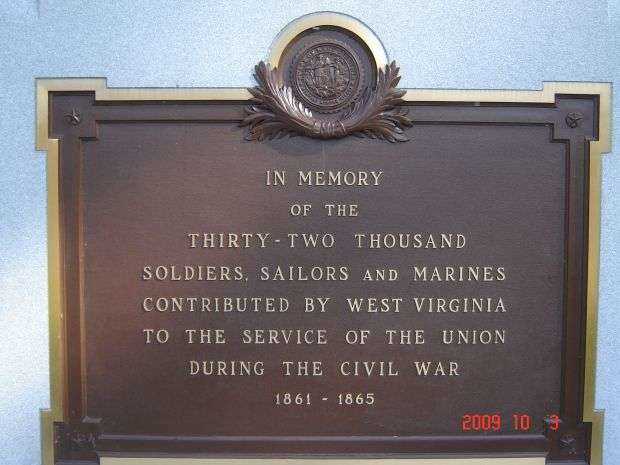 IN MEMORY
OF THE
THIRTY-TWO THOUSAND
SOLDIERS, SAILORS AND MARINES
CONTRIBUTED BY WEST VIRGINIA
TO THE SERVICE OF THE UNION
DURING THE CIVIL WAR
1861 - 1865
2009 10 3